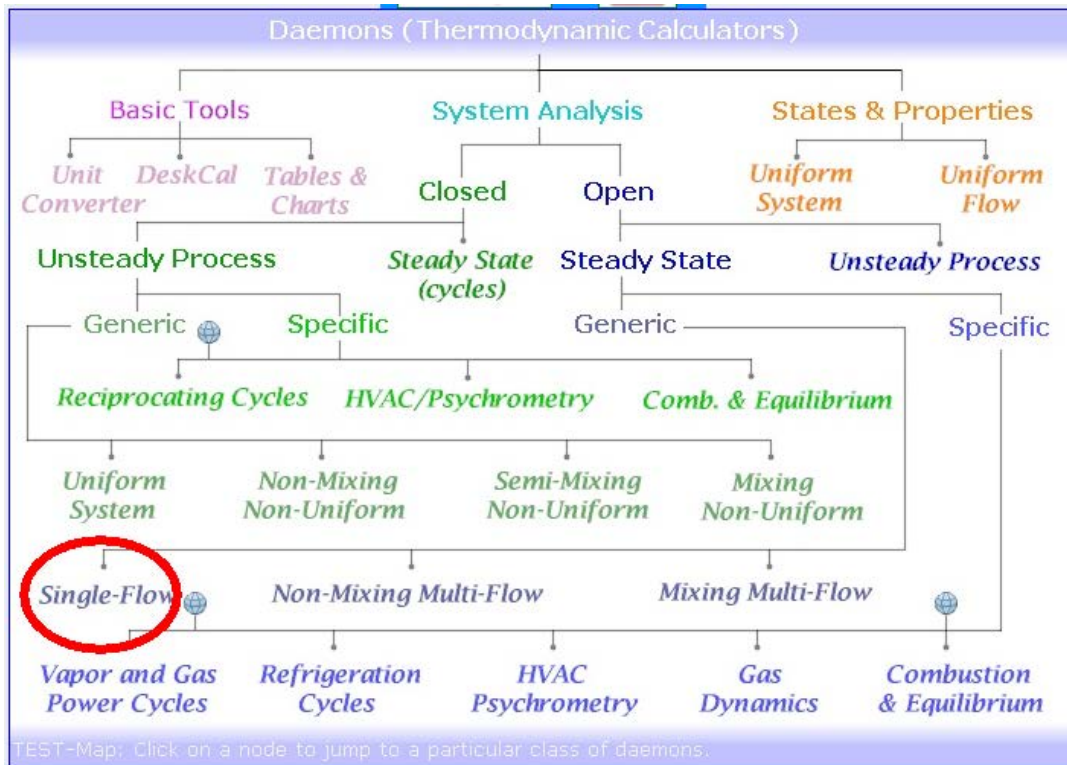 Daemons (Thermodynamic Calculators)
Basic Tools
System Analysis
States & Properties
Unit
Converter
DeskCal
Tables &
Charts
Closed
Open
Uniform
System
Uniform
Flow
Unsteady Process
Steady State
(cycles)
Steady State
Unsteady Process
Generic
Specific
Generic
Specific
Reciprocating Cycles
HVAC/Psychrometry
Comb. & Equilibrium
Uniform
System
Non-Mixing
Non-Uniform
Semi-Mixing
Non-Uniform
Mixing
Non-Uniform
Single-Flow
Non-Mixing Multi-Flow
Mixing Multi-Flow
Vapor and Gas
Power Cycles
Refrigeration
Cycles
HVAC
Psychrometry
Gas
Dynamics
Combustion
& Equilibrium
TEST-Map: Click on a node to jump to a particular class of daemons.